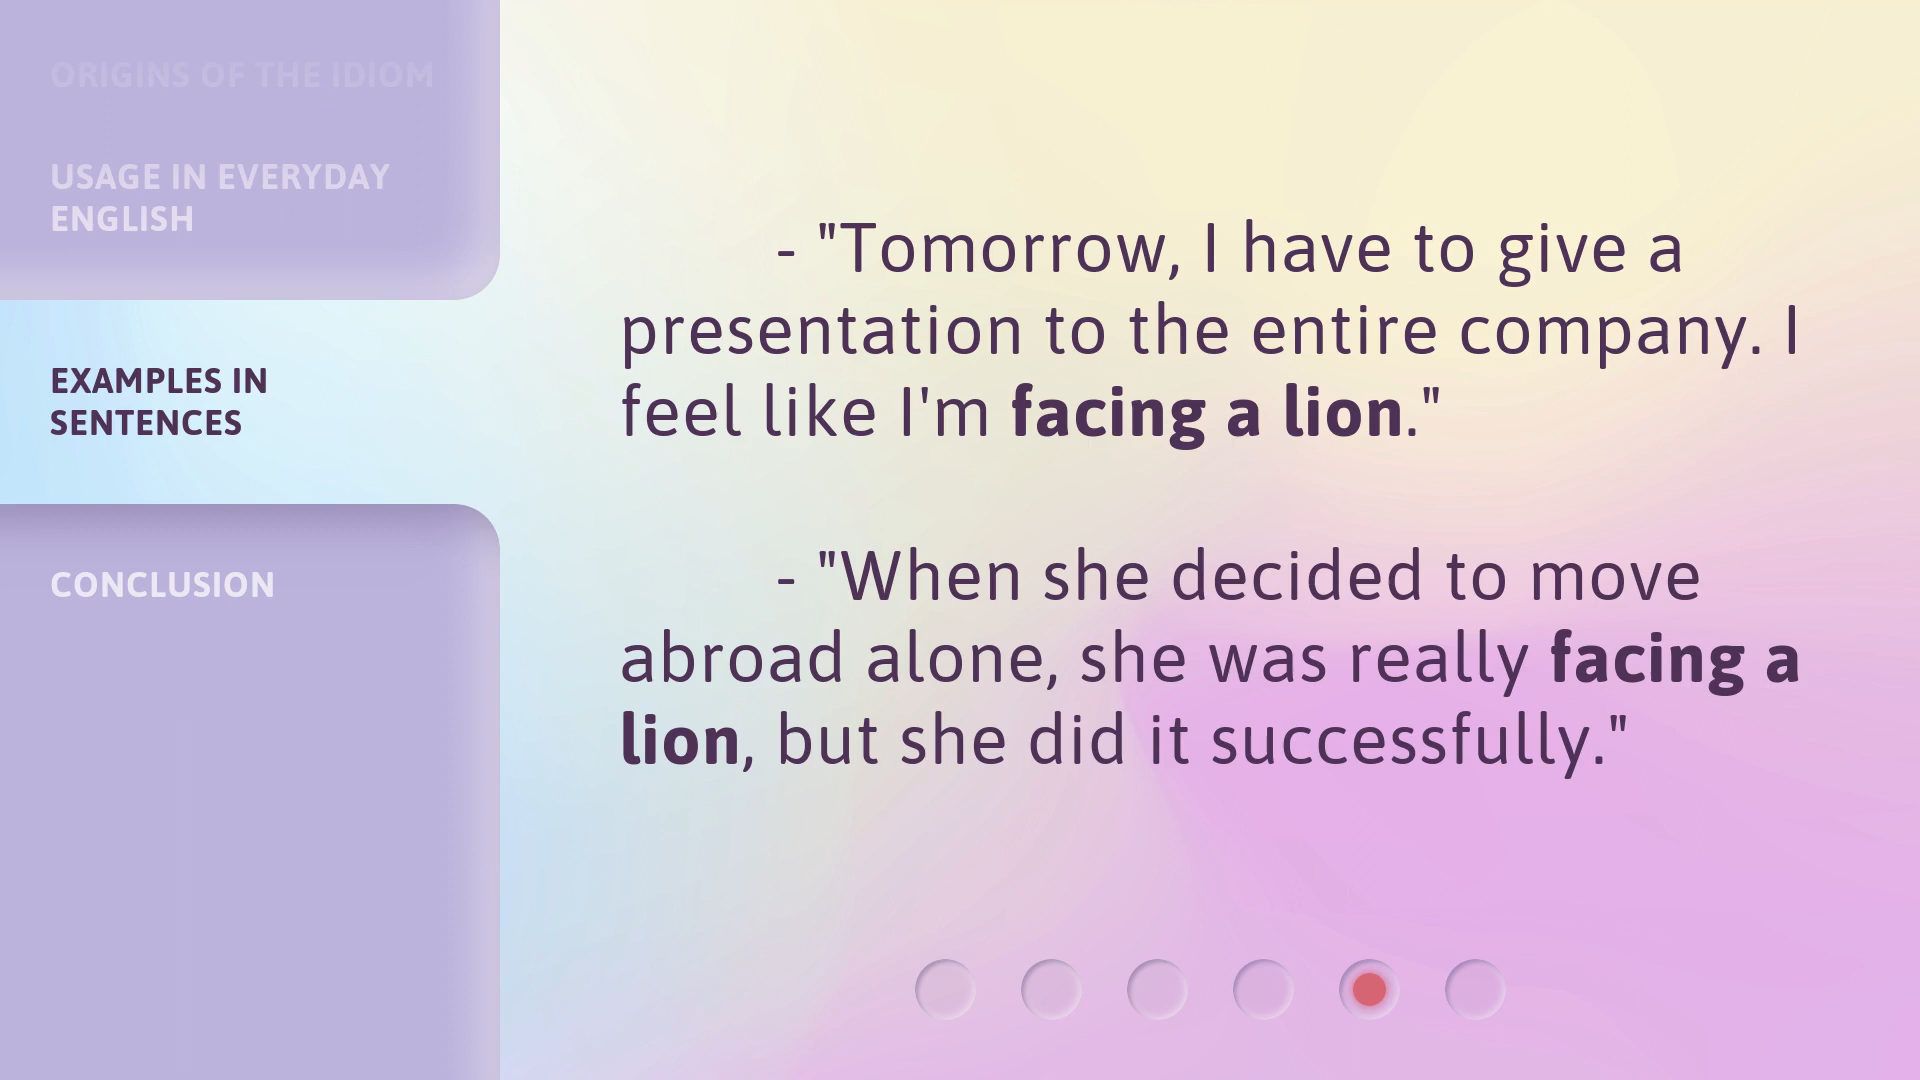 ORIGINS OF THE IDIOM
USAGE IN EVERYDAY
ENGLISH
EXAMPLES IN
SENTENCES
CONCLUSION
- "Tomorrow, I have to give a
presentation to the entire company. I
feel like I'm facing a lion."
- "When she decided to move
abroad alone, she was really facing a
lion, but she did it successfully."